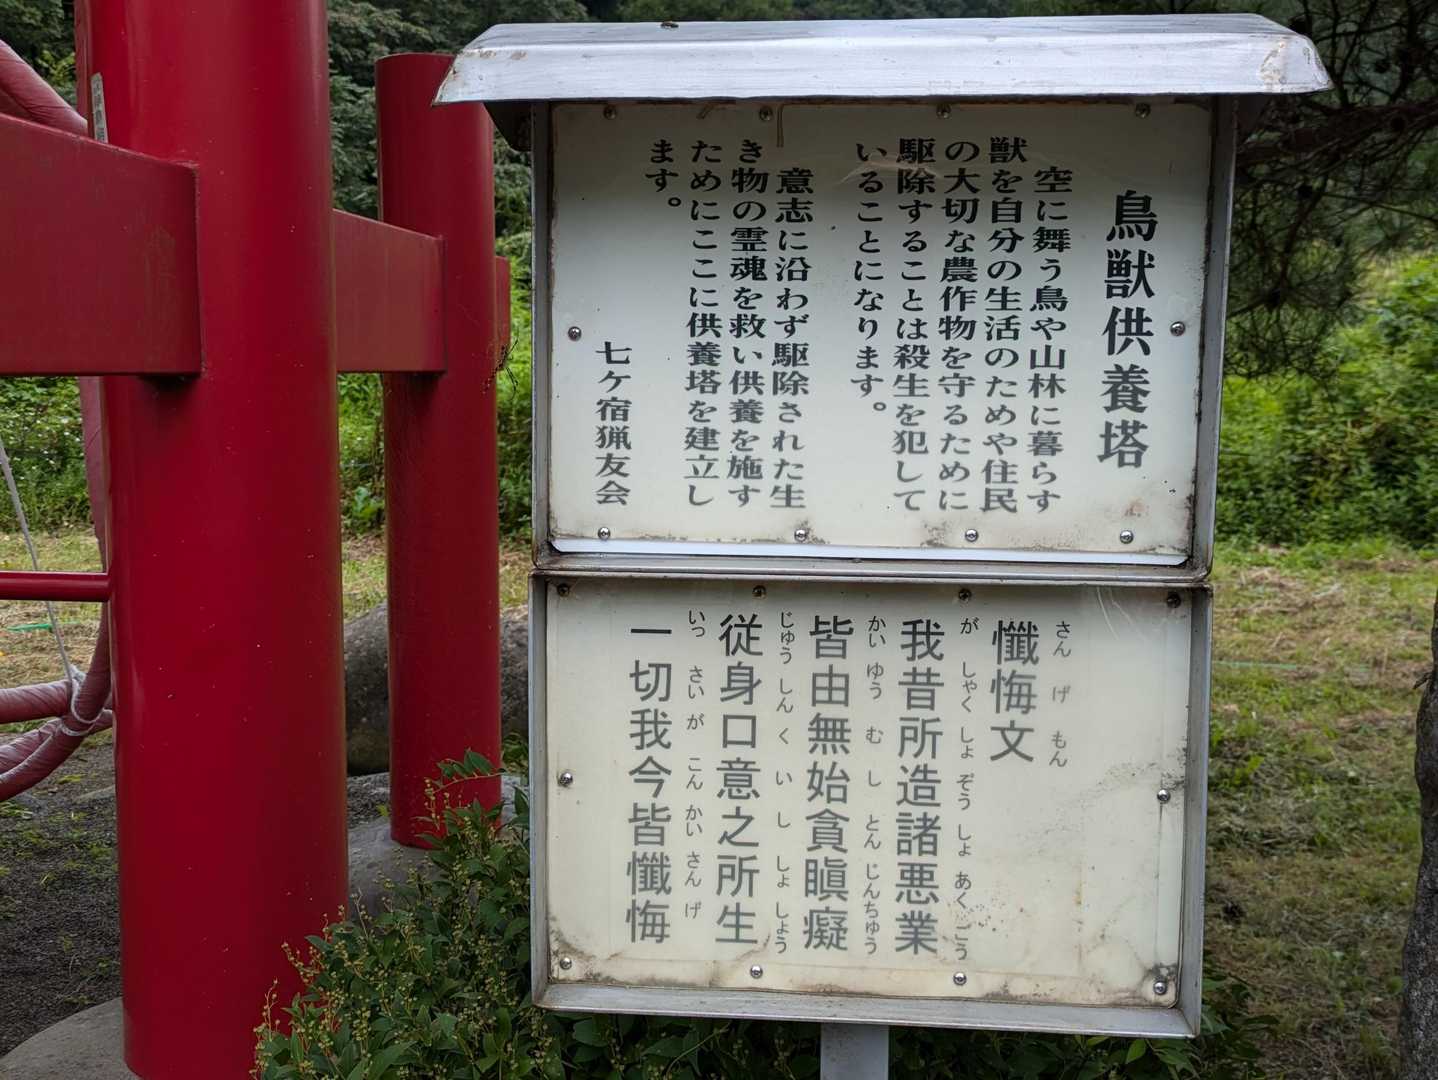 鳥獣供養塔
空に舞う鳥や山林に暮らす
獣を自分の生活のためや住民
の大切な農作物を守るために
駆除することは殺生を犯して
いることになります。
意志に沿わず駆除された生
き物の霊魂を救い供養を施す
ためにここに供養塔を建立し
ます。
七ケ宿猟友会
さんげもん
懺悔文
がしゃくしょぞうしょあくごう
我昔所造諸悪業
かいゆうむしとんじんちゅう
皆由無始貪瞋癡
じゅうしんくいししょしょう
従身口意之所生
いっさいがこんかいさんげ
一切我今皆懺悔